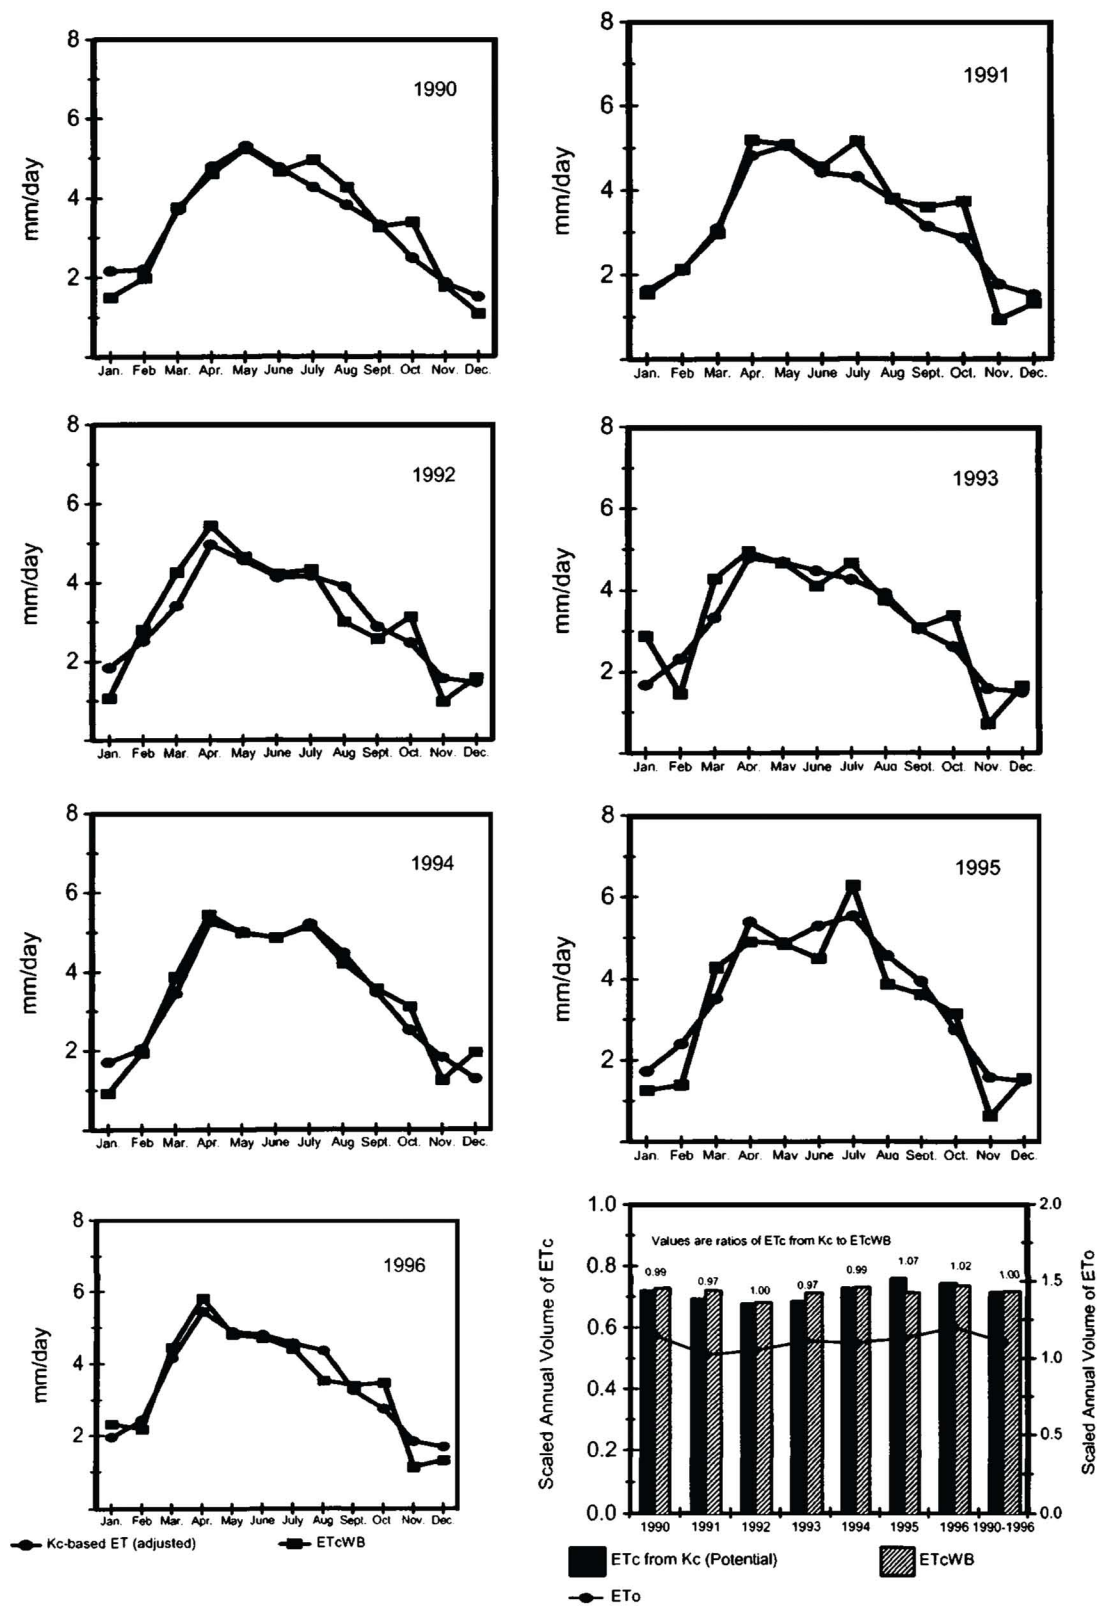 8
6
4
2
mm/day
1990
Jan. Feb Mar. Apr. May June July Aug Sept. Oct. Nov. Dec.
8
6
4
2
mm/day
1991
Jan. Feb Mar. Apr. May June July Aug Sept. Oct. Nov. Dec.
8
6
4
2
mm/day
1992
Jan. Feb Mar. Apr. May June July Aug Sept. Oct. Nov. Dec.
8
6
4
2
mm/day
1993
Jan. Feb Mar Apr. May June July Aug Sept. Oct. Nov. Dec.
8
6
4
2
mm/day
1994
Jan. Feb Mar. Apr. May June July Aug Sept. Oct. Nov. Dec.
8
6
4
2
mm/day
1995
Jan. Feb Mar. Apr. May June July Aug Sept. Oct. Nov Dec.
8
6
4
2
mm/day
1996
Jan. Feb Mar. Apr. May June July Aug Sept. Oct Nov. Dec.
Kc-based ET (adjusted) ETcWB
1.0
0.8
0.6
0.4
0.2
0.0
Scaled Annual Volume of ETc
Values are ratios of ETc from Kc to ETcWB
0.99 0.97 1.00 0.97 0.99 1.07 1.02 1.00
2.0
1.5
1.0
0.5
0.0
Scaled Annual Volume of ETo
1990 1991 1992 1993 1994 1995 1996 1990-1996
ETc from Kc (Potential) ETcWB
ETo